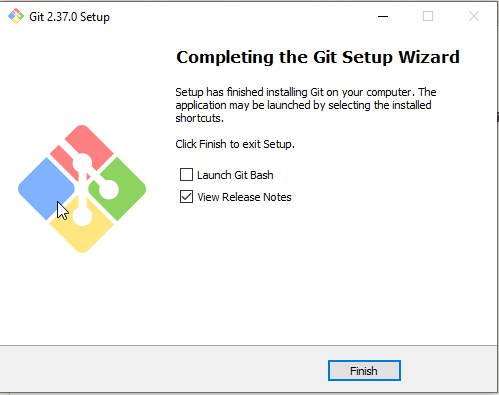 Git 2.37.0 Setup
Completing the Git Setup Wizard
Setup has finished installing Git on your computer. The
application may be launched by selecting the installed
shortcuts.
Click Finish to exit Setup.
Launch Git Bash
View Release Notes
Finish